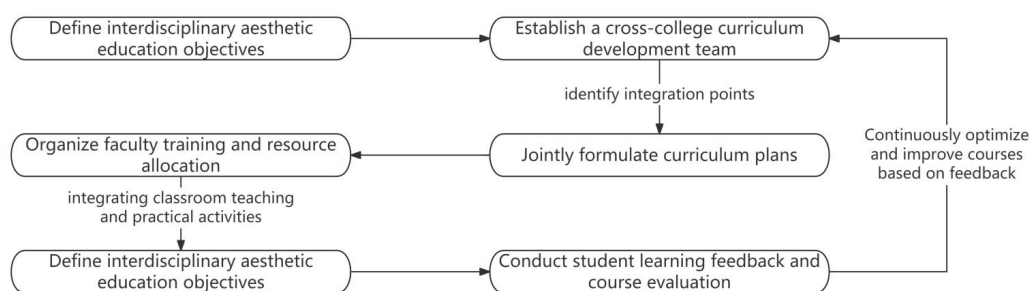 Define interdisciplinary aesthetic
education objectives
Establish a cross-college curriculum
development team
identify integration points
Continuously optimize
and improve courses
based on feedback
Organize faculty training and resource
allocation
Jointly formulate curriculum plans
integrating classroom teaching
and practical activities
Define interdisciplinary aesthetic
education objectives
Conduct student learning feedback and
course evaluation